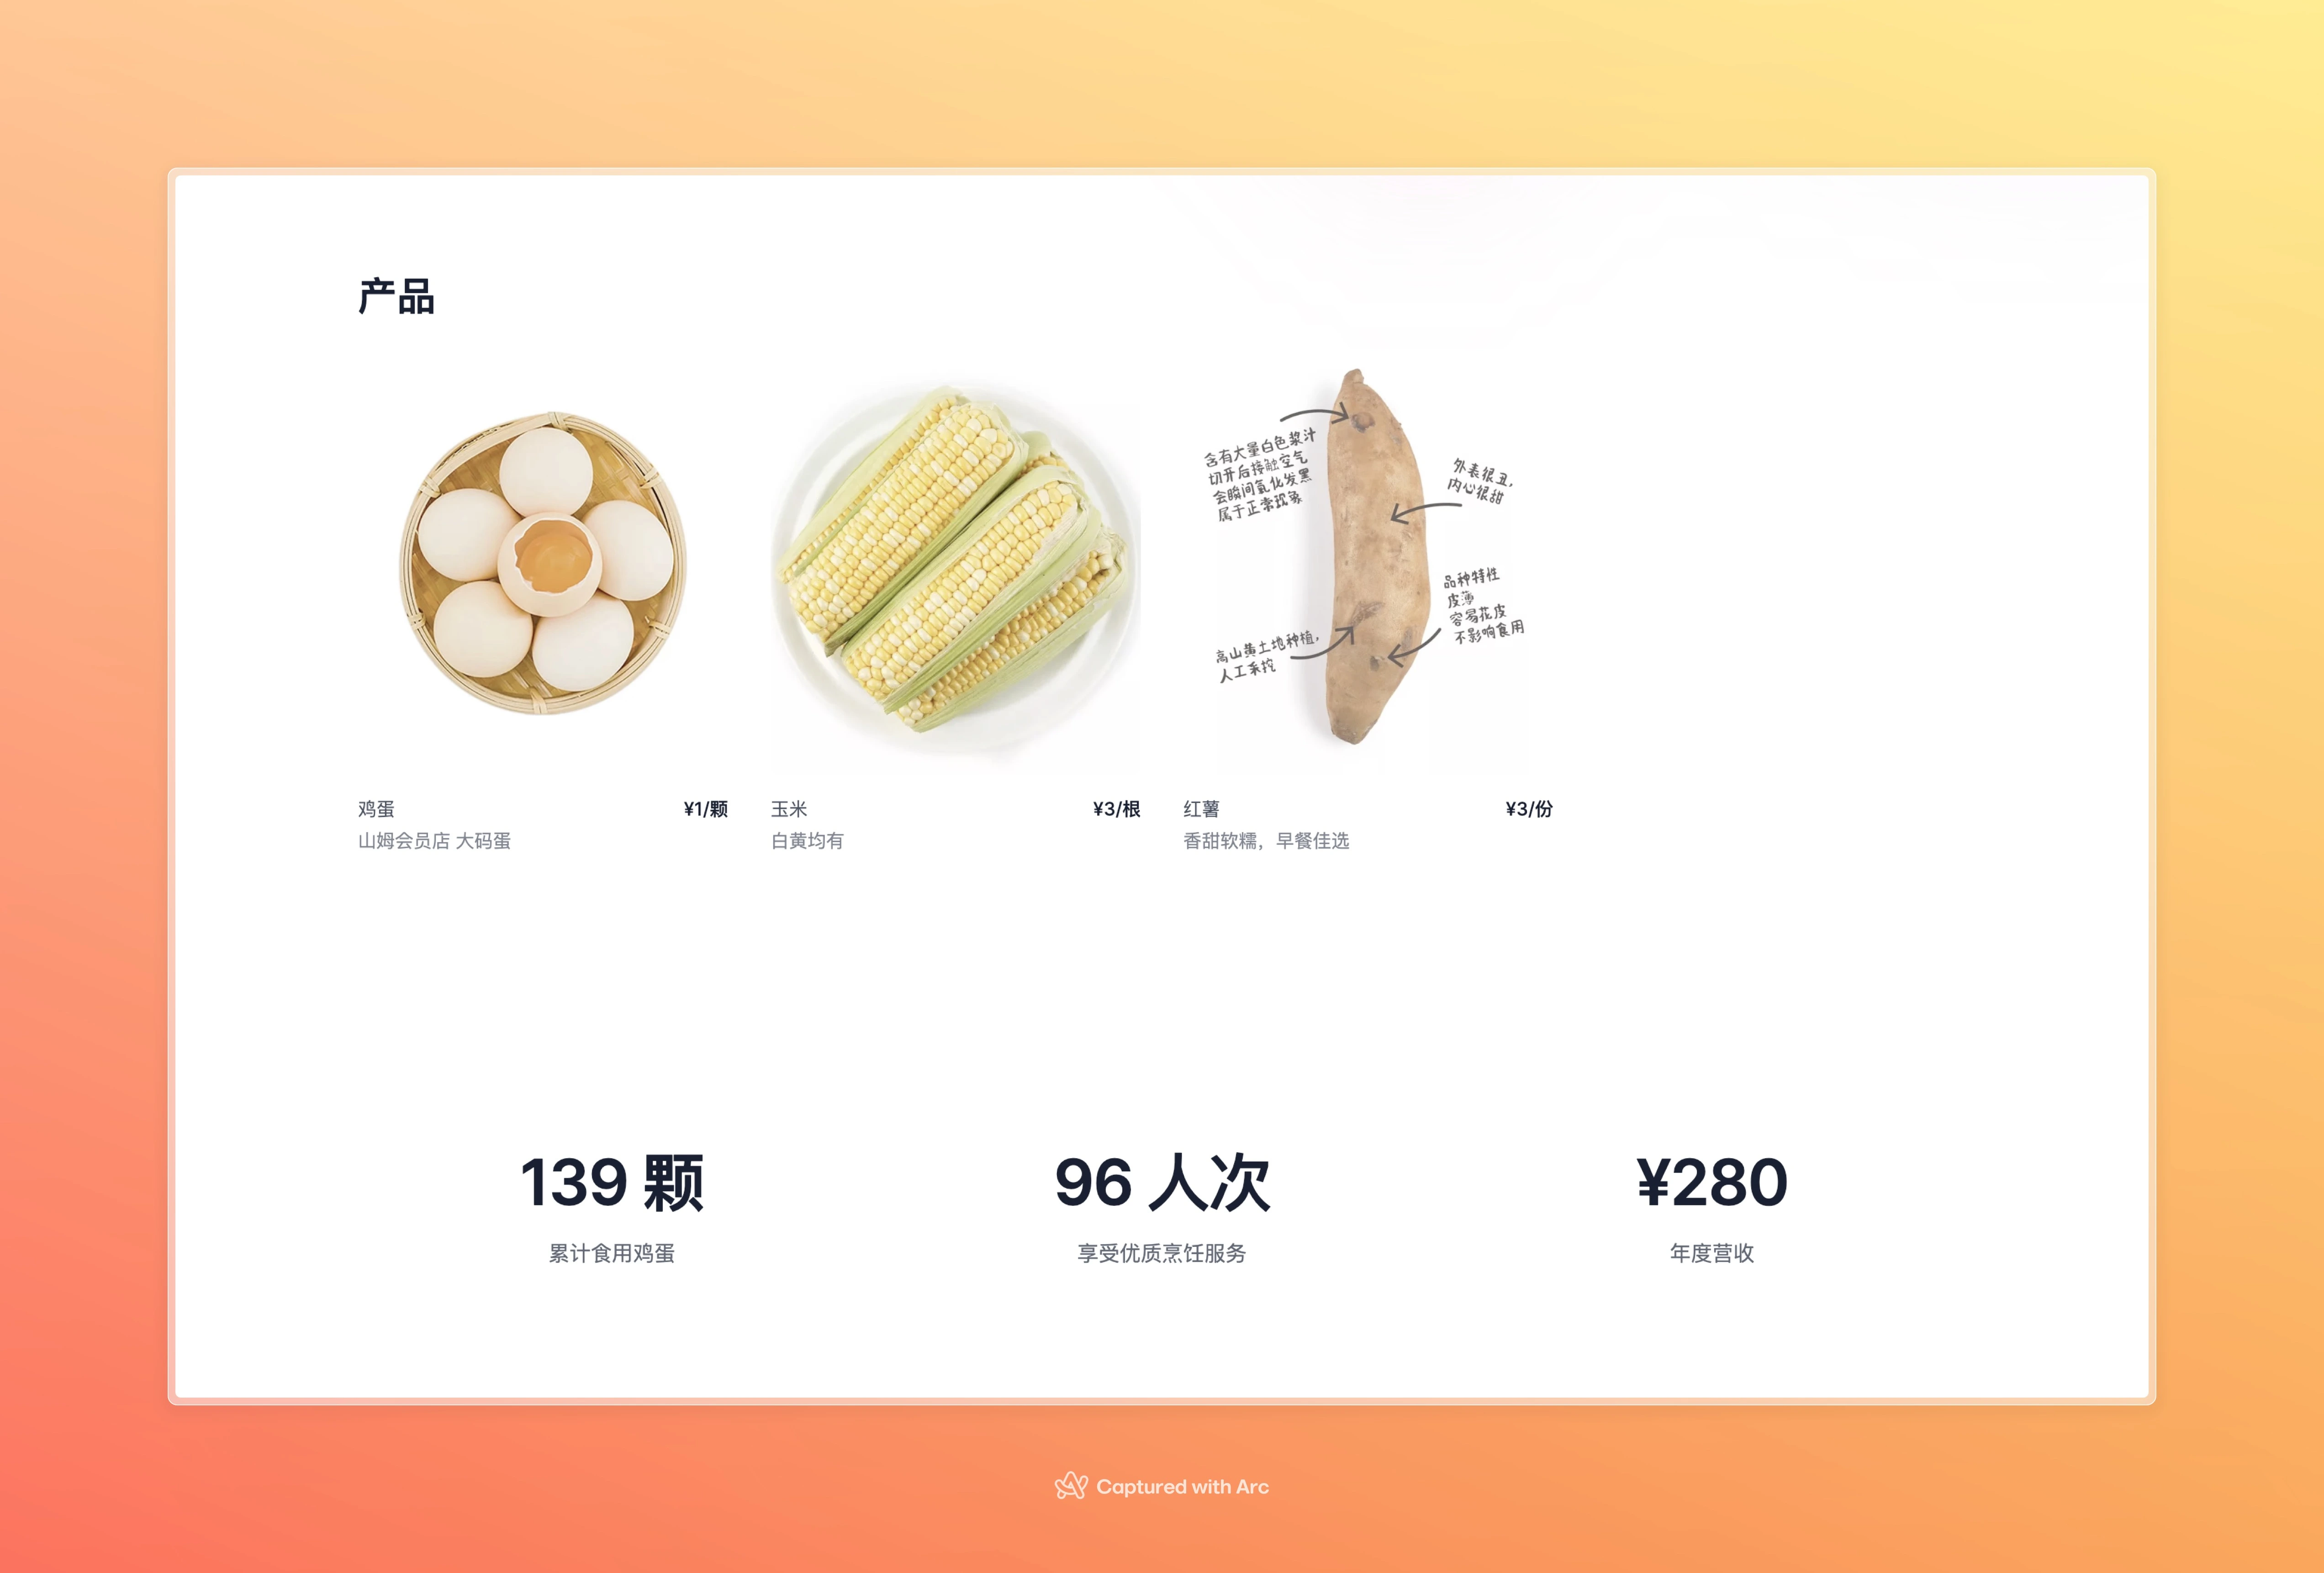 产品
含有大量白色浆汁
切开后接触空气
会瞬间氧化发黑
属于正常现象
外表很丑，
内心很甜
品种特性
皮薄
容易花皮
不影响食用
高山黄土地种植，
人工采挖
鸡蛋
¥1/颗
山姆会员店 大码蛋
玉米
¥3/根
白黄均有
红薯
¥3/份
香甜软糯，早餐佳选
139 颗
累计食用鸡蛋
96 人次
享受优质烹饪服务
¥280
年度营收
Captured with Arc